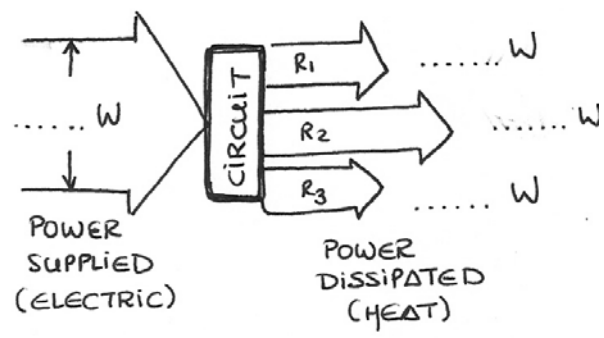 R1 ....... W
...... W
CIRCUIT
R2 ....... W
R3 ....... W
POWER
SUPPLIED
(ELECTRIC)
POWER
DISSIPATED
(HEAT)